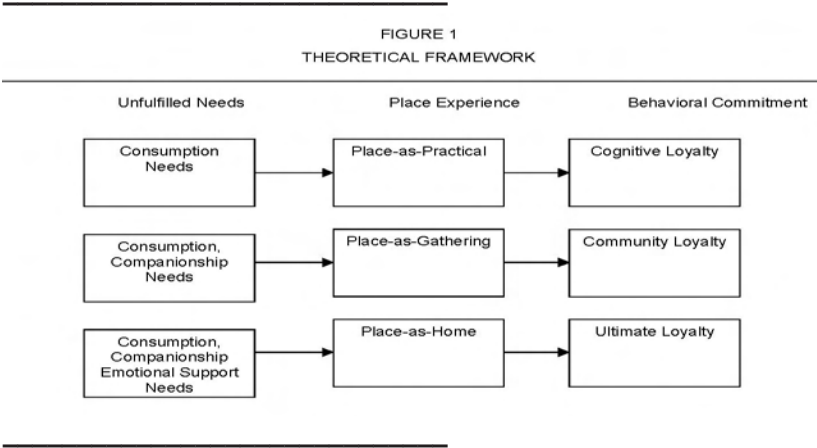 FIGURE 1
THEORETICAL FRAMEWORK
Unfulfilled Needs
Place Experience
Behavioral Commitment
Consumption
Needs
Place-as-Practical
Cognitive Loyalty
Consumption,
Companionship
Needs
Place-as-Gathering
Community Loyalty
Consumption,
Companionship
Emotional Support
Needs
Place-as-Home
Ultimate Loyalty